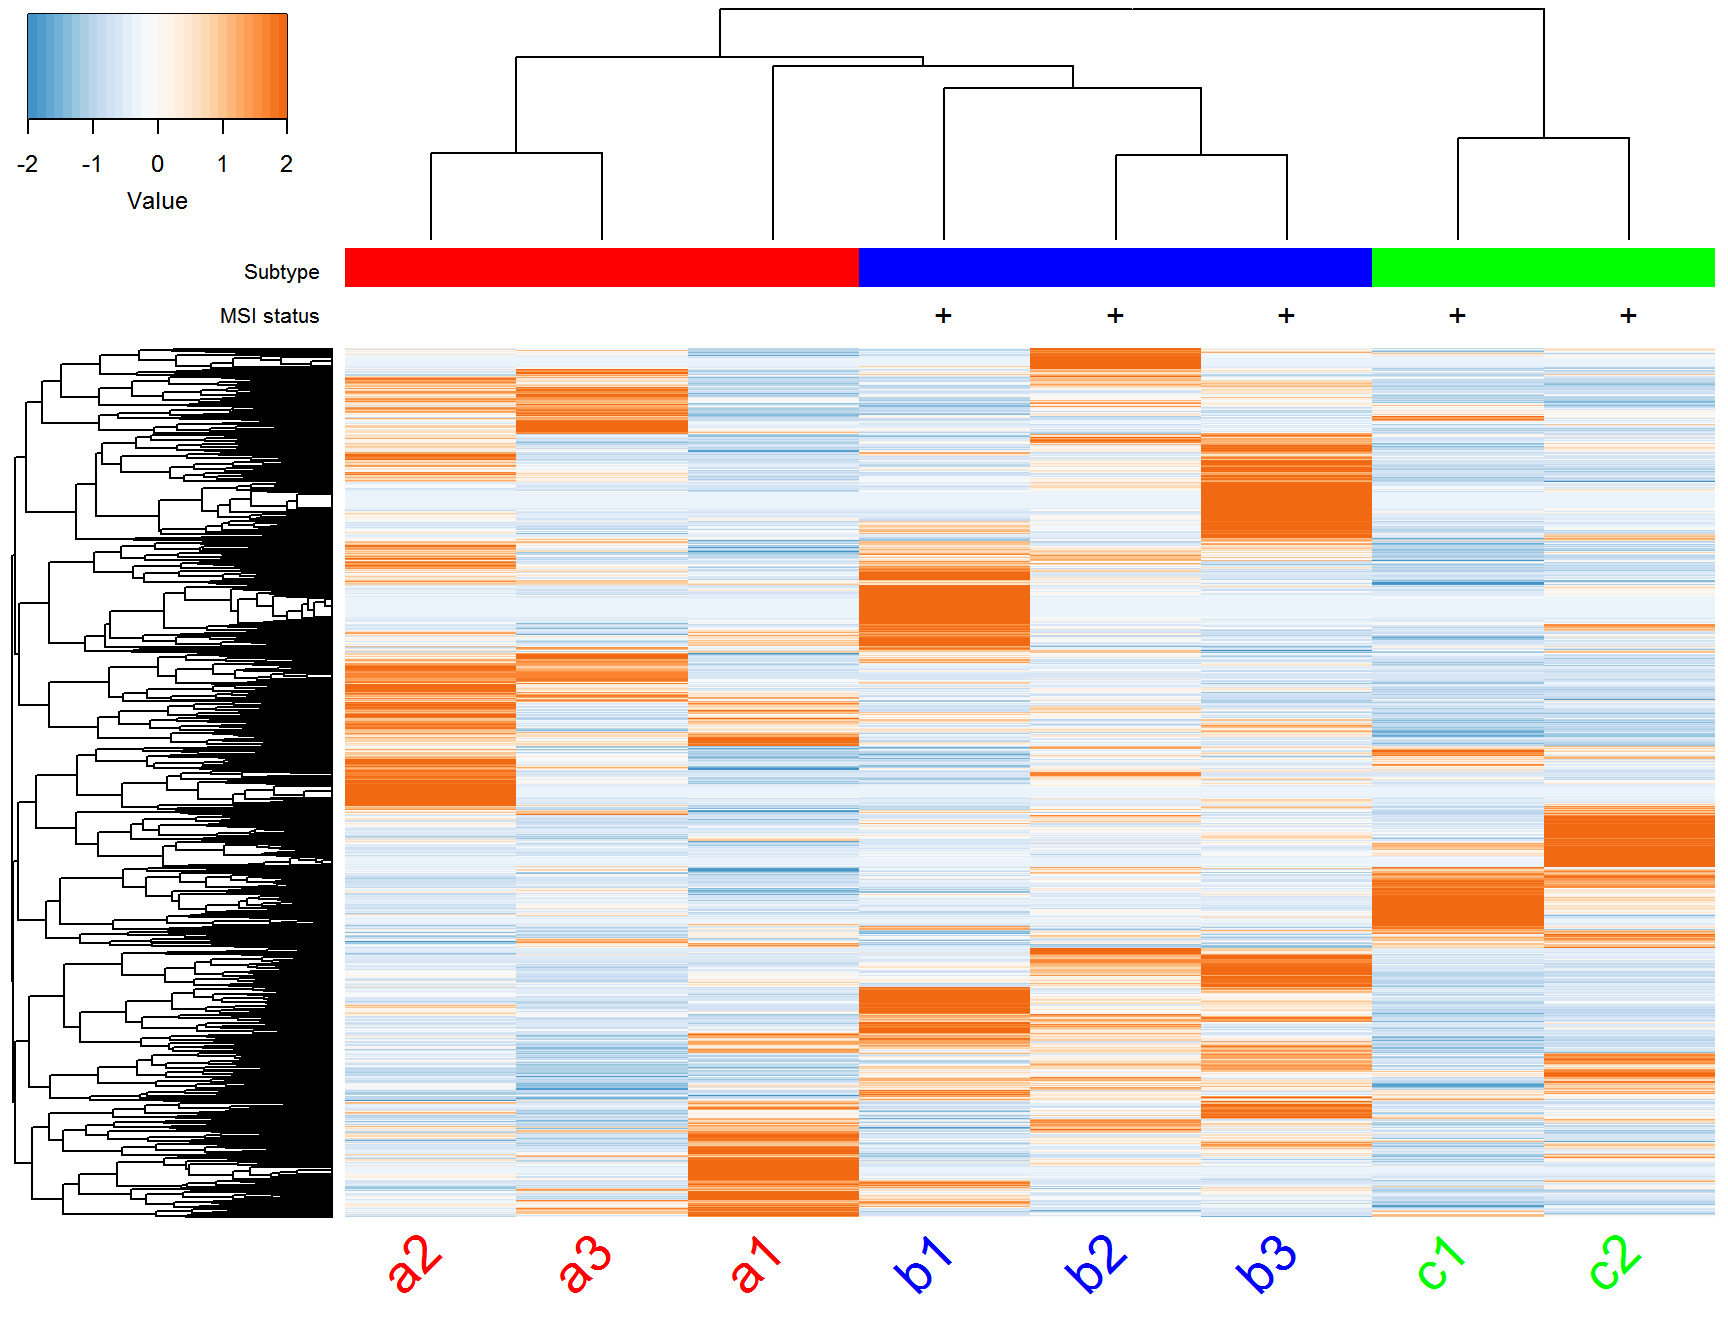 -2 -1 0 1 2
Value
Subtype
MSI status + + + + +
a2 a3 a1 b1 b2 b3 c1 c2